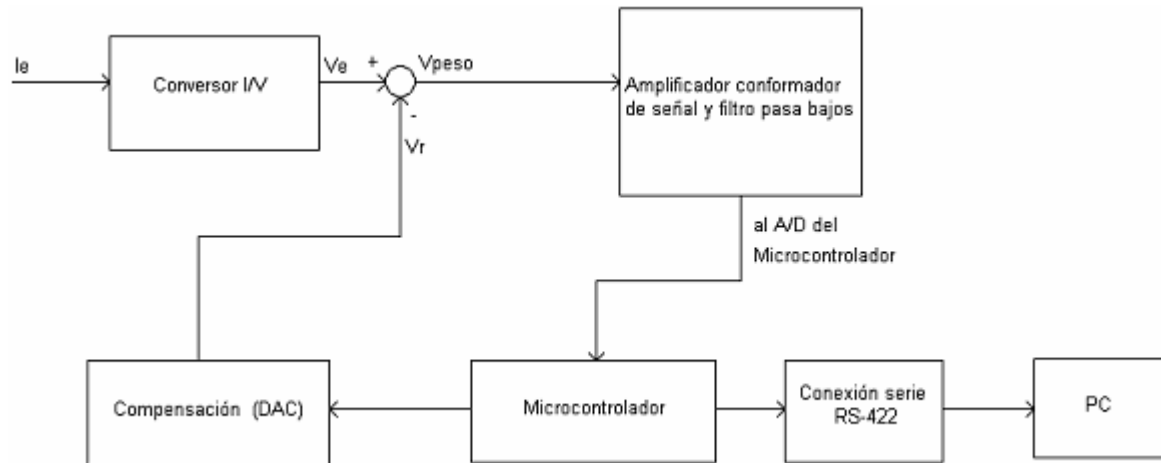 Ie
Conversor I/V
Ve
+
-
Vr
Vpeso
Amplificador conformador
de señal y filtro pasa bajos
al A/D del
Microcontrolador
Compensación (DAC)
Microcontrolador
Conexión serie
RS-422
PC